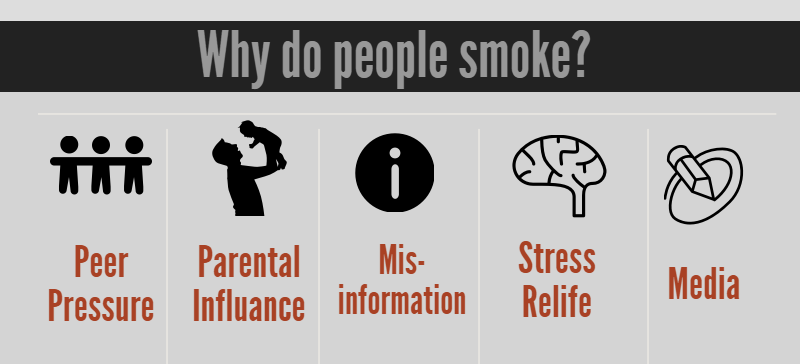 Why do people smoke?
Peer
Pressure
Parental
Influance
Mis-
information
Stress
Relife
Media